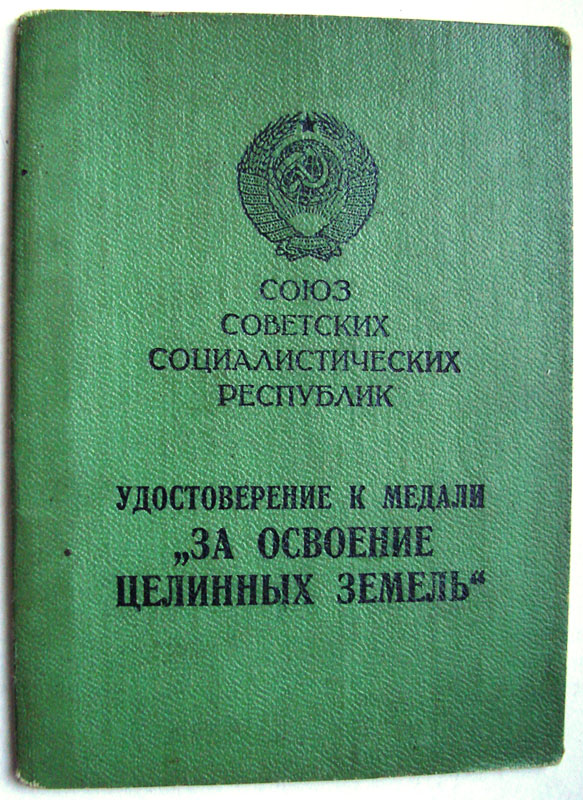 СОЮЗ
СОВЕТСКИХ
СОЦИАЛИСТИЧЕСКИХ
РЕСПУБЛИК
УДОСТОВЕРЕНИЕ К МЕДАЛИ
„ЗА ОСВОЕНИЕ
ЦЕЛИННЫХ ЗЕМЕЛЬ“